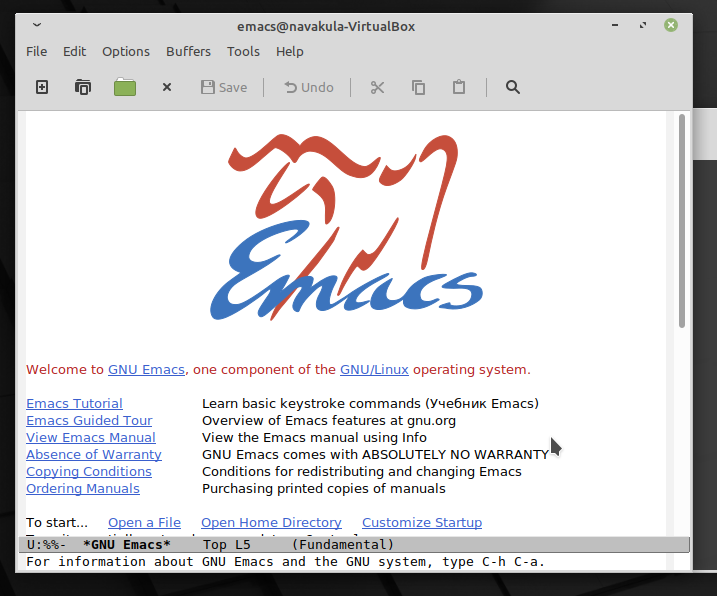 emacs@navakula-VirtualBox
File Edit Options Buffers Tools Help
Save Undo
Emacs
Welcome to GNU Emacs, one component of the GNU/Linux operating system.
Emacs Tutorial Learn basic keystroke commands (Учебник Emacs)
Emacs Guided Tour Overview of Emacs features at gnu.org
View Emacs Manual View the Emacs manual using Info
Absence of Warranty GNU Emacs comes with ABSOLUTELY NO WARRANTY
Copying Conditions Conditions for redistributing and changing Emacs
Ordering Manuals Purchasing printed copies of manuals
To start... Open a File Open Home Directory Customize Startup
U:%%- *GNU Emacs* Top L5 (Fundamental)
For information about GNU Emacs and the GNU system, type C-h C-a.